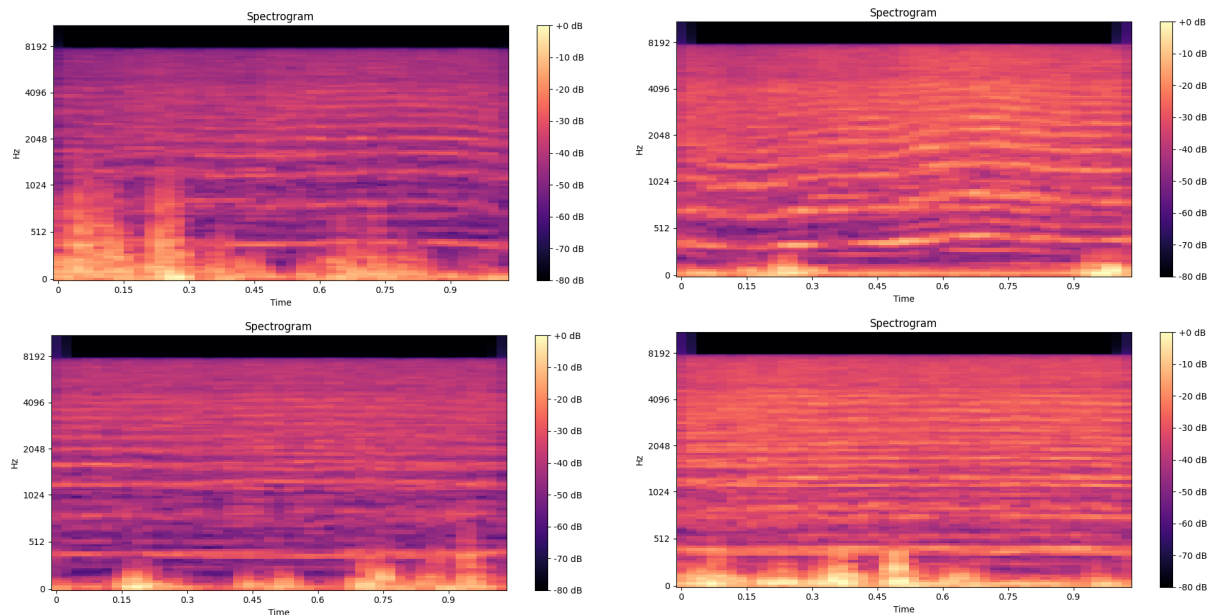 Spectrogram
Hz
8192
4096
2048
1024
512
0
0 0.15 0.3 0.45 0.6 0.75 0.9
Time
+0 dB
-10 dB
-20 dB
-30 dB
-40 dB
-50 dB
-60 dB
-70 dB
-80 dB
Spectrogram
Hz
8192
4096
2048
1024
512
0
0 0.15 0.3 0.45 0.6 0.75 0.9
Time
+0 dB
-10 dB
-20 dB
-30 dB
-40 dB
-50 dB
-60 dB
-70 dB
-80 dB
Spectrogram
Hz
8192
4096
2048
1024
512
0
0 0.15 0.3 0.45 0.6 0.75 0.9
Time
+0 dB
-10 dB
-20 dB
-30 dB
-40 dB
-50 dB
-60 dB
-70 dB
-80 dB
Spectrogram
Hz
8192
4096
2048
1024
512
0
0 0.15 0.3 0.45 0.6 0.75 0.9
Time
+0 dB
-10 dB
-20 dB
-30 dB
-40 dB
-50 dB
-60 dB
-70 dB
-80 dB